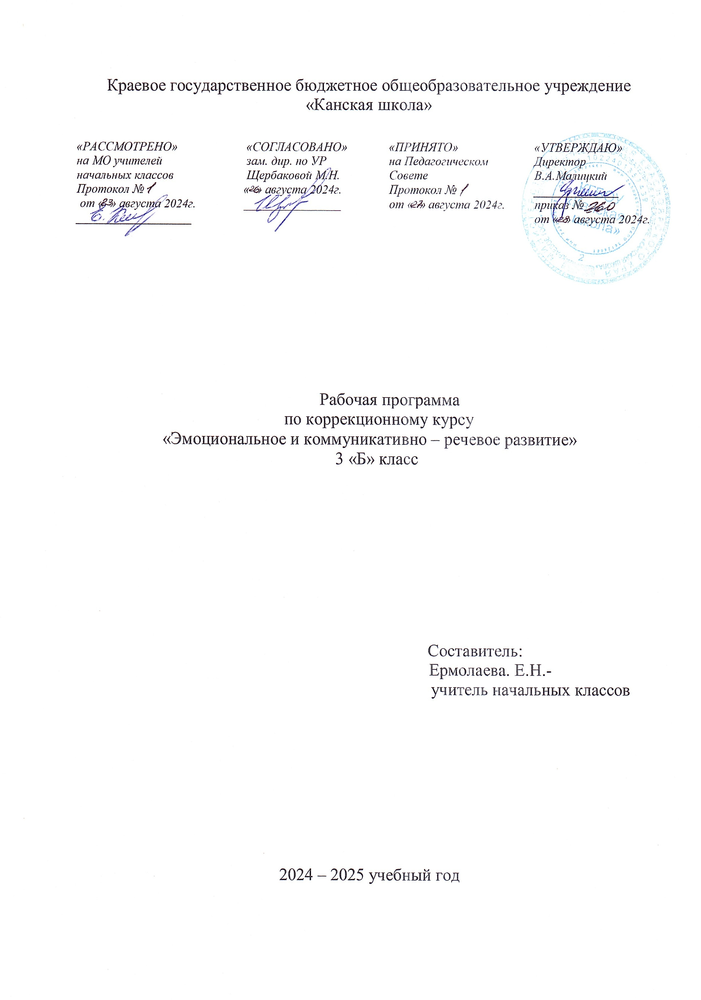 Краевое государственное бюджетное общеобразовательное учреждение
«Канская школа»
«РАССМОТРЕНО»
на МО учителей
начальных классов
Протокол № 1
от «23» августа 2024г.
«СОГЛАСОВАНО»
зам. дир. по УР
Щербаковой М.Н.
«26» августа 2024г.
«ПРИНЯТО»
на Педагогическом
Совете
Протокол № 1
от «27» августа 2024г.
«УТВЕРЖДАЮ»
Директор
В.А.Малицкий
приказ № 260
от «28» августа 2024г.
Рабочая программа
по коррекционному курсу
«Эмоциональное и коммуникативно – речевое развитие»
3 «Б» класс
Составитель:
Ермолаева. Е.Н.-
учитель начальных классов
2024 – 2025 учебный год